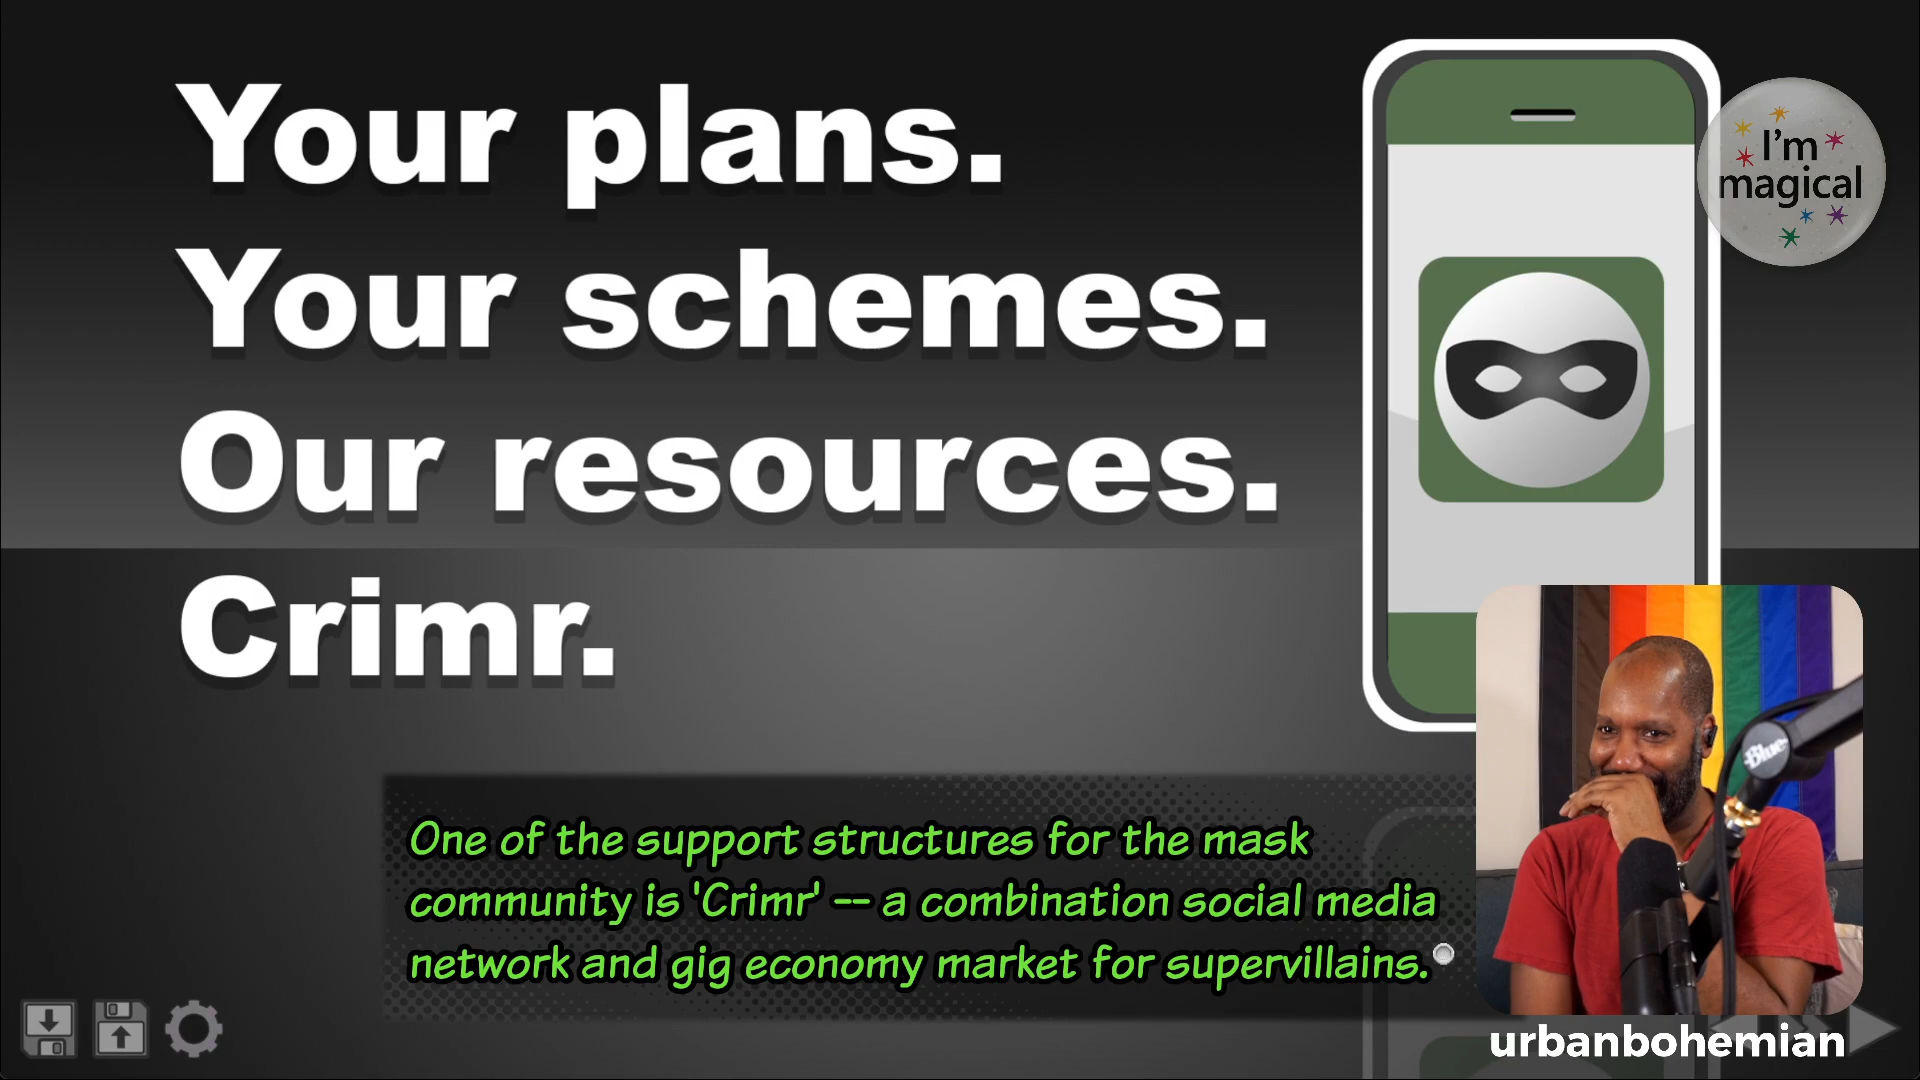 Your plans.
Your schemes.
Our resources.
Crimr.
I'm
magical
One of the support structures for the mask
community is 'Crimr' -- a combination social media
network and gig economy market for supervillains.
Blue
urbanbohemian